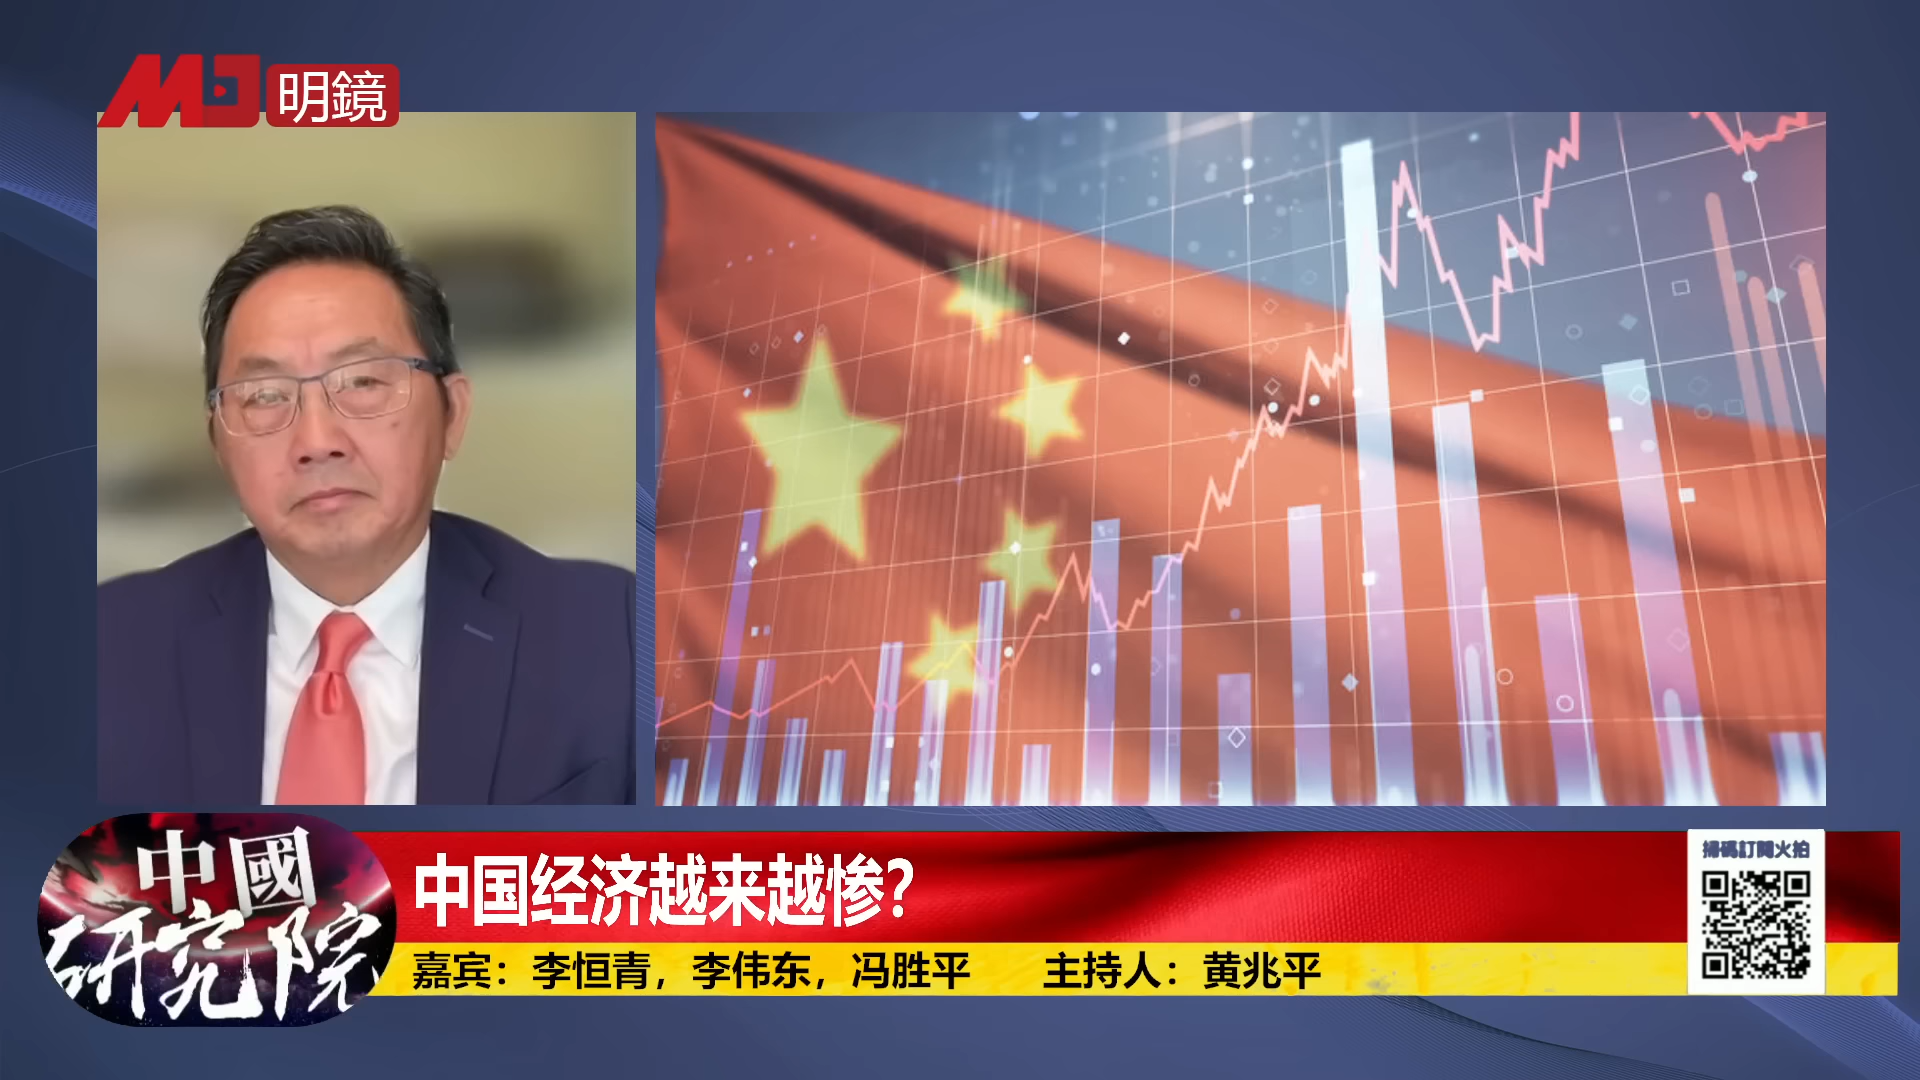 明鏡
中国经济越来越惨?
掃碼訂閱火拍
中國
研究院
嘉宾：李恒青，李伟东，冯胜平 主持人：黄兆平